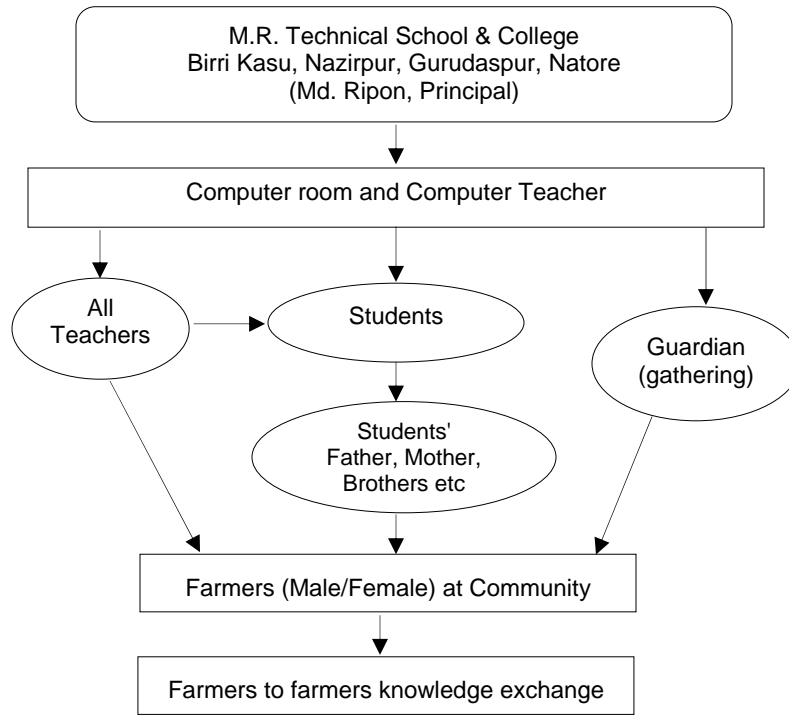 M.R. Technical School & College
Birri Kasu, Nazirpur, Gurudaspur, Natore
(Md. Ripon, Principal)
Computer room and Computer Teacher
All
Teachers
Students
Guardian
(gathering)
Students'
Father, Mother,
Brothers etc
Farmers (Male/Female) at Community
Farmers to farmers knowledge exchange